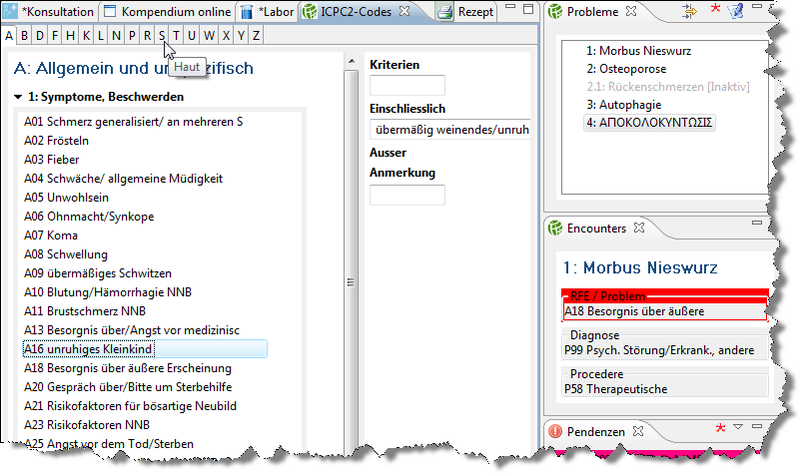 *Konsultation
Kompendium online
*Labor
ICPC2-Codes
Rezept
A B D F H K L N P R S T U W X Y Z
Haut
A: Allgemein und unspezifisch
1: Symptome, Beschwerden
A01 Schmerz generalisiert/ an mehreren S
A02 Frösteln
A03 Fieber
A04 Schwäche/ allgemeine Müdigkeit
A05 Unwohlsein
A06 Ohnmacht/Synkope
A07 Koma
A08 Schwellung
A09 übermäßiges Schwitzen
A10 Blutung/Hämorrhagie NNB
A11 Brustschmerz NNB
A13 Besorgnis über/Angst vor medizinisc
A16 unruhiges Kleinkind
A18 Besorgnis über äußere Erscheinung
A20 Gespräch über/Bitte um Sterbehilfe
A21 Risikofaktoren für bösartige Neubild
A23 Risikofaktoren NNB
A25 Angst vor dem Tod/Sterben
Kriterien
Einschliesslich
übermäßig weinendes/unruh
Ausser
Anmerkung
Probleme
1: Morbus Nieswurz
2: Osteoporose
2.1: Rückenschmerzen [Inaktiv]
3: Autophagie
4: ΑΠΟΚΟΛΟΚΥΝΤΩΣΙΣ
Encounters
1: Morbus Nieswurz
RFE / Problem
A18 Besorgnis über äußere
Diagnose
P99 Psych. Störung/Erkrank., andere
Procedere
P58 Therapeutische
Pendenzen